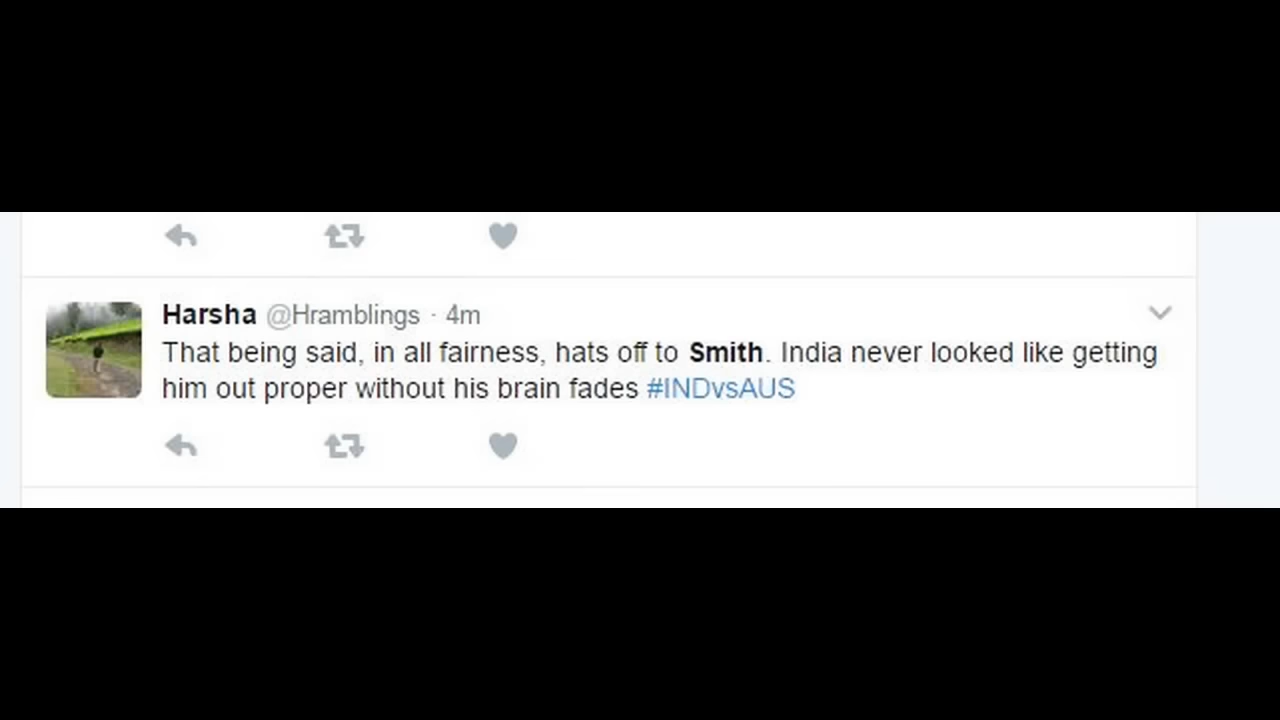 Harsha @Hramblings · 4m
That being said, in all fairness, hats off to Smith. India never looked like getting
him out proper without his brain fades #INDvsAUS